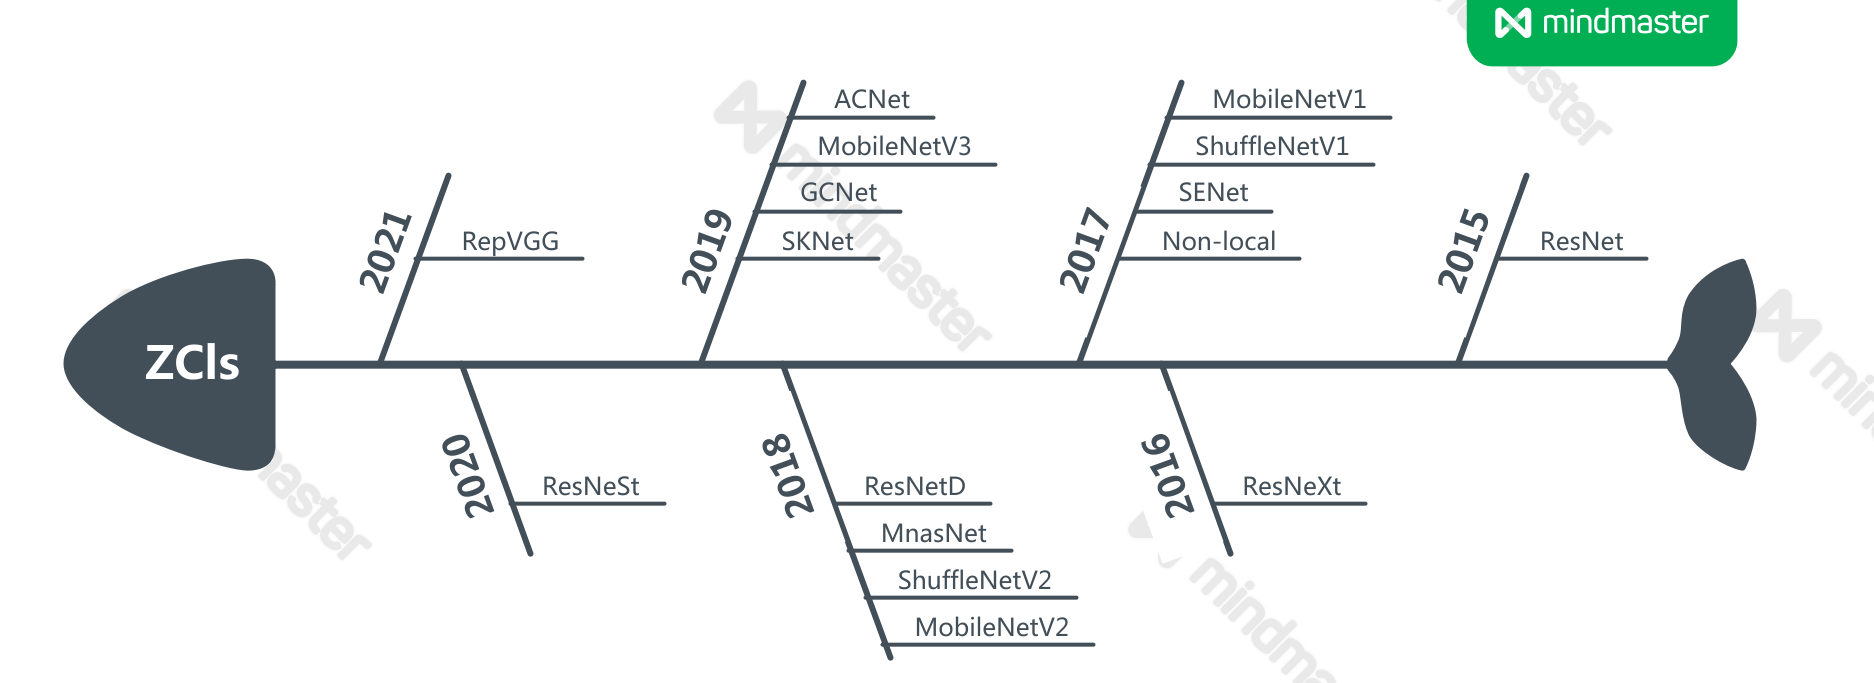 mindmaster
ZCls
2021
RepVGG
2019
ACNet
MobileNetV3
GCNet
SKNet
2017
MobileNetV1
ShuffleNetV1
SENet
Non-local
2015
ResNet
2020
ResNeSt
2018
ResNetD
MnasNet
ShuffleNetV2
MobileNetV2
2016
ResNeXt
mindmaster